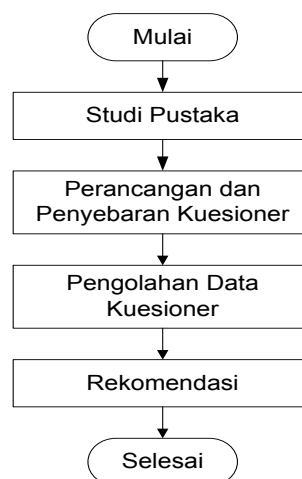 Mulai
Studi Pustaka
Perancangan dan
Penyebaran Kuesioner
Pengolahan Data
Kuesioner
Rekomendasi
Selesai